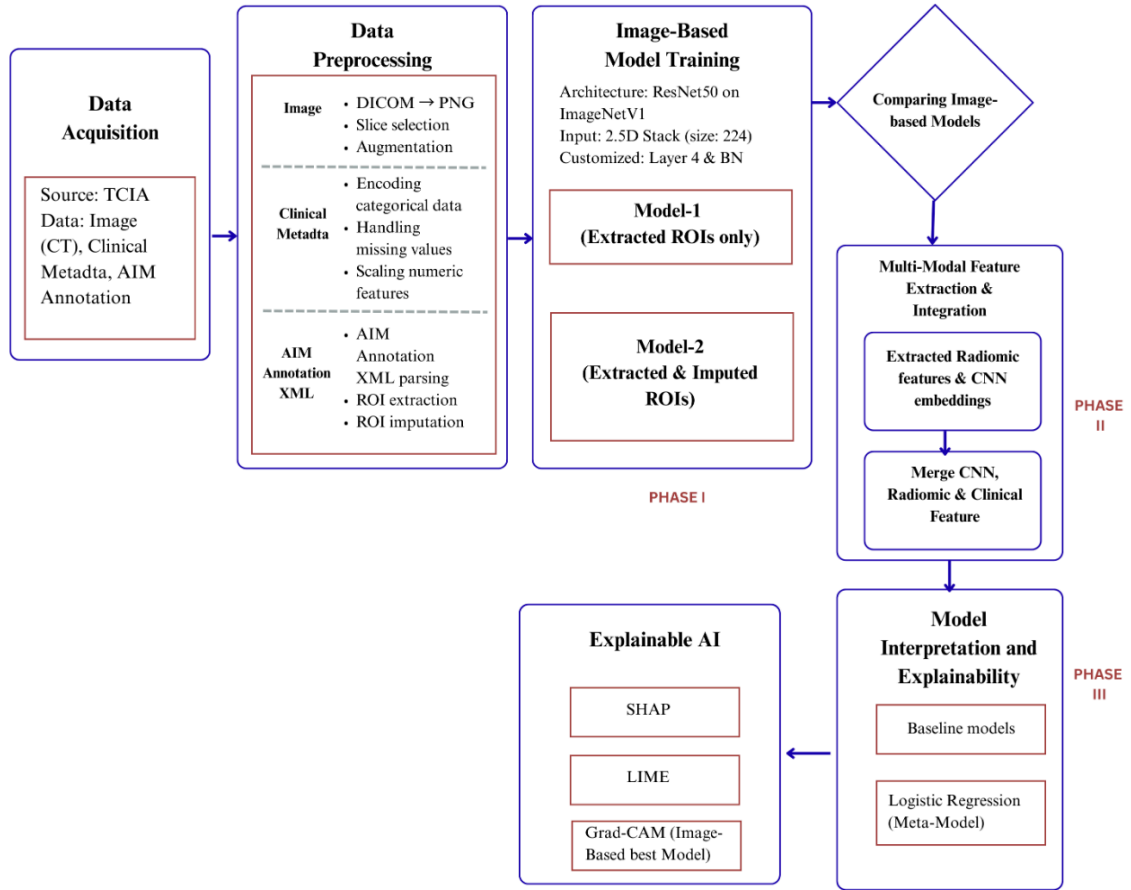 Data
Acquisition
Source: TCIA
Data: Image
(CT), Clinical
Metadta, AIM
Annotation
Data
Preprocessing
Image
• DICOM → PNG
• Slice selection
• Augmentation
Clinical
Metadta
• Encoding
categorical data
• Handling
missing values
• Scaling numeric
features
AIM
Annotation
XML
• AIM
Annotation
XML parsing
• ROI extraction
• ROI imputation
Image-Based
Model Training
Architecture: ResNet50 on
ImageNetV1
Input: 2.5D Stack (size: 224)
Customized: Layer 4 & BN
Model-1
(Extracted ROIs only)
Model-2
(Extracted & Imputed
ROIs)
PHASE I
Comparing Image-
based Models
Multi-Modal Feature
Extraction &
Integration
Extracted Radiomic
features & CNN
embeddings
Merge CNN,
Radiomic & Clinical
Feature
PHASE
II
Model
Interpretation and
Explainability
Baseline models
Logistic Regression
(Meta-Model)
PHASE
III
Explainable AI
SHAP
LIME
Grad-CAM (Image-
Based best Model)